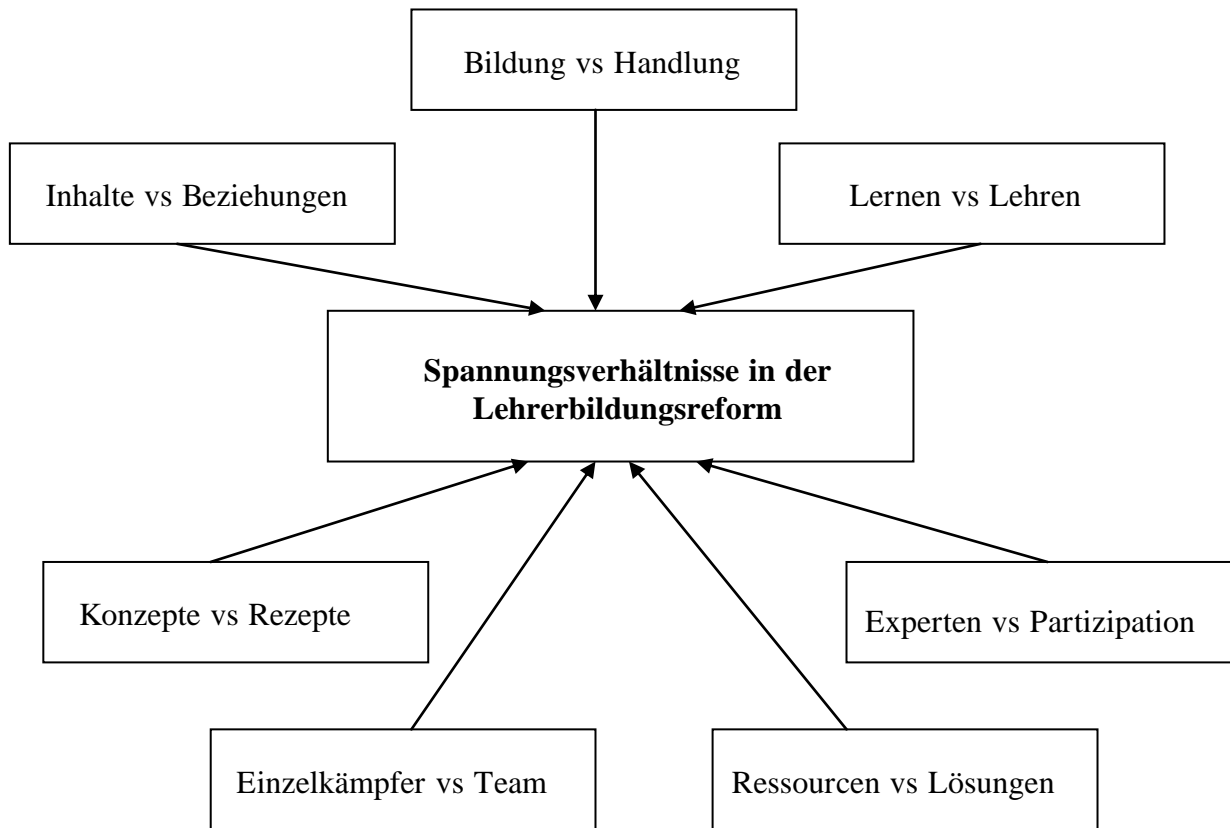 Bildung vs Handlung
Inhalte vs Beziehungen
Lernen vs Lehren
Spannungsverhältnisse in der
Lehrerbildungsreform
Konzepte vs Rezepte
Experten vs Partizipation
Einzelkämpfer vs Team
Ressourcen vs Lösungen